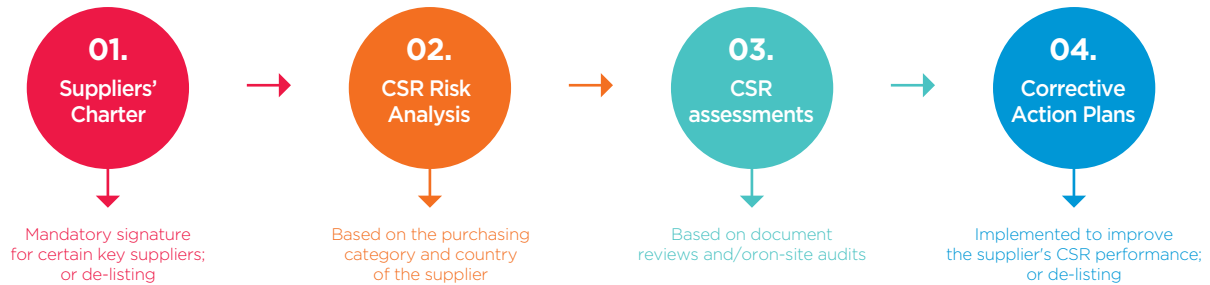 01.
Suppliers’
Charter
Mandatory signature
for certain key suppliers;
or de-listing
02.
CSR Risk
Analysis
Based on the purchasing
category and country
of the supplier
03.
CSR
assessments
Based on document
reviews and/oron-site audits
04.
Corrective
Action Plans
Implemented to improve
the supplier's CSR performance;
or de-listing